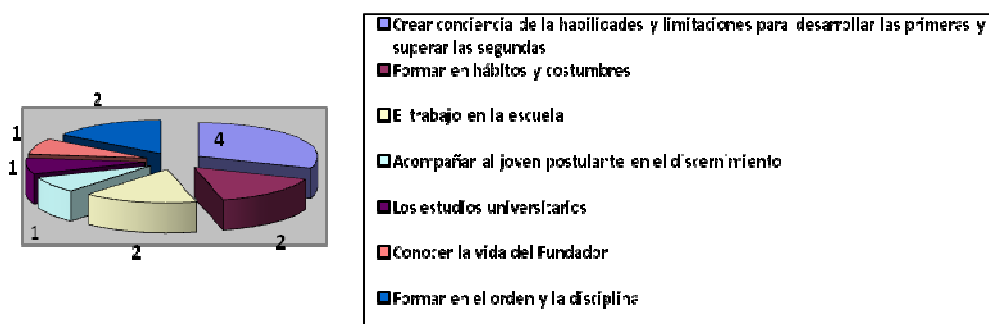 Crear conciencia de la habilidades y limitaciones para desarrollar las primeras y
superar las segundas
Formar en hábitos y costumbres
El trabajo en la escuela
Acompañar al joven postulante en el discernimiento
Los estudios universitarios
Conocer la vida del Fundador
Formar en el orden y la disciplina
2
1
4
1
1
2
2